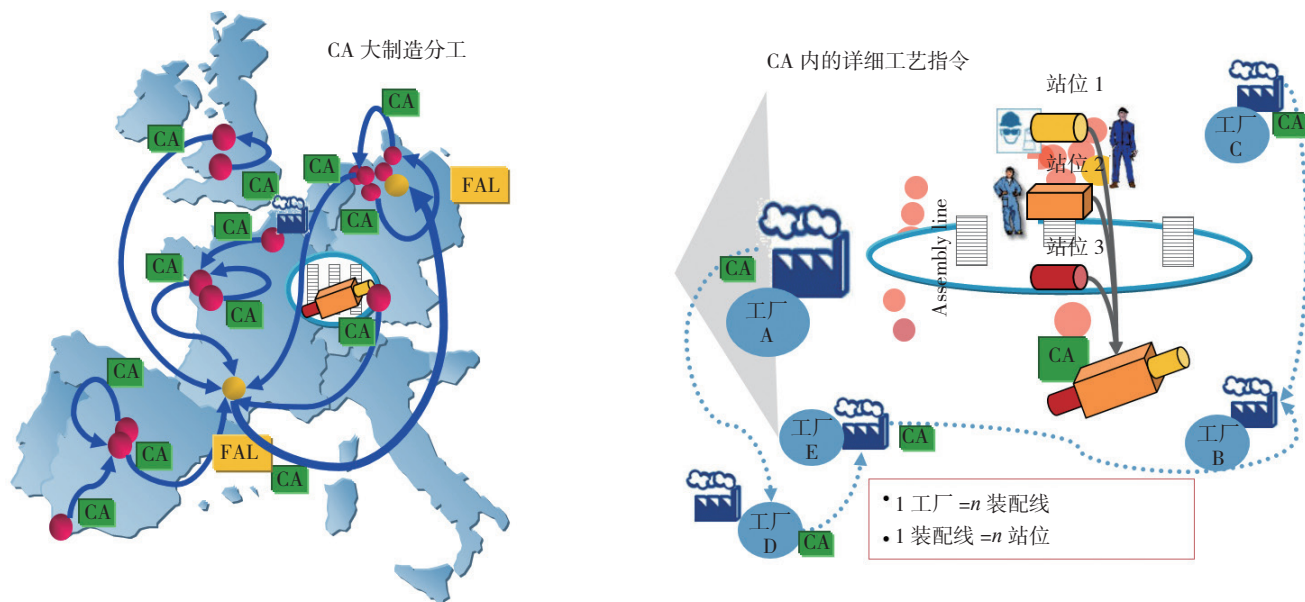 CA 大制造分工
CA
CA
CA
CA
FAL
CA
CA
CA
CA
CA
CA
CA
FAL
CA
CA
CA
CA 内的详细工艺指令
站位 1
工厂
C
CA
站位 2
Assembly line
站位 3
CA
工厂
A
CA
工厂
E
CA
工厂
B
工厂
D
CA
• 1 工厂 =n 装配线
• 1 装配线 =n 站位